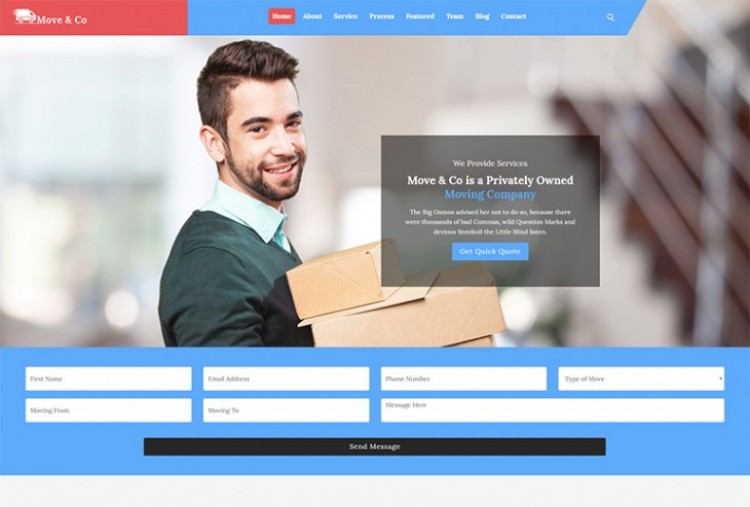 Move & Co
Home About Service Process Featured Team Blog Contact
We Provide Services
Move & Co is a Privately Owned
Moving Company
The Big Oxmox advised her not to do so, because there
were thousands of bad Commas, wild Question Marks and
devious Semikoli the Little Blind listen.
Get Quick Quote
First Name Email Address Phone Number Type of Move
Moving From Moving To Message Here
Send Message